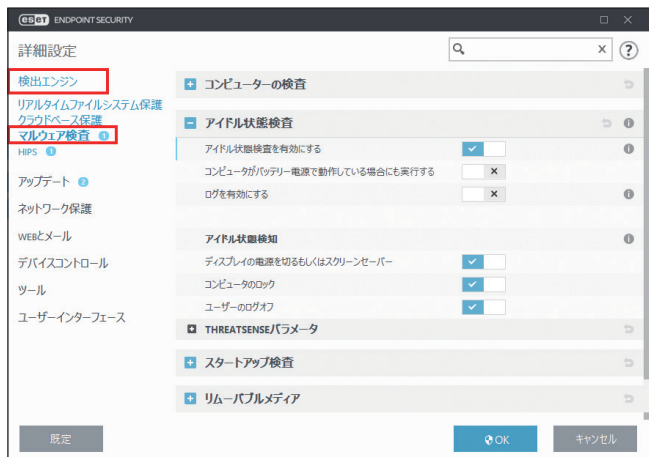 eseT ENDPOINT SECURITY
詳細設定
検出エンジン
リアルタイムファイルシステム保護
クラウドベース保護
マルウェア検査 1
HIPS 1
アップデート 2
ネットワーク保護
WEBとメール
デバイスコントロール
ツール
ユーザーインターフェース
コンピューターの検査
アイドル状態検査
アイドル状態検査を有効にする
コンピュータがバッテリー電源で動作している場合にも実行する
ログを有効にする
アイドル状態検知
ディスプレイの電源を切るもしくはスクリーンセーバー
コンピュータのロック
ユーザーのログオフ
THREATSENSEパラメータ
スタートアップ検査
リムーバブルメディア
既定
OK
キャンセル